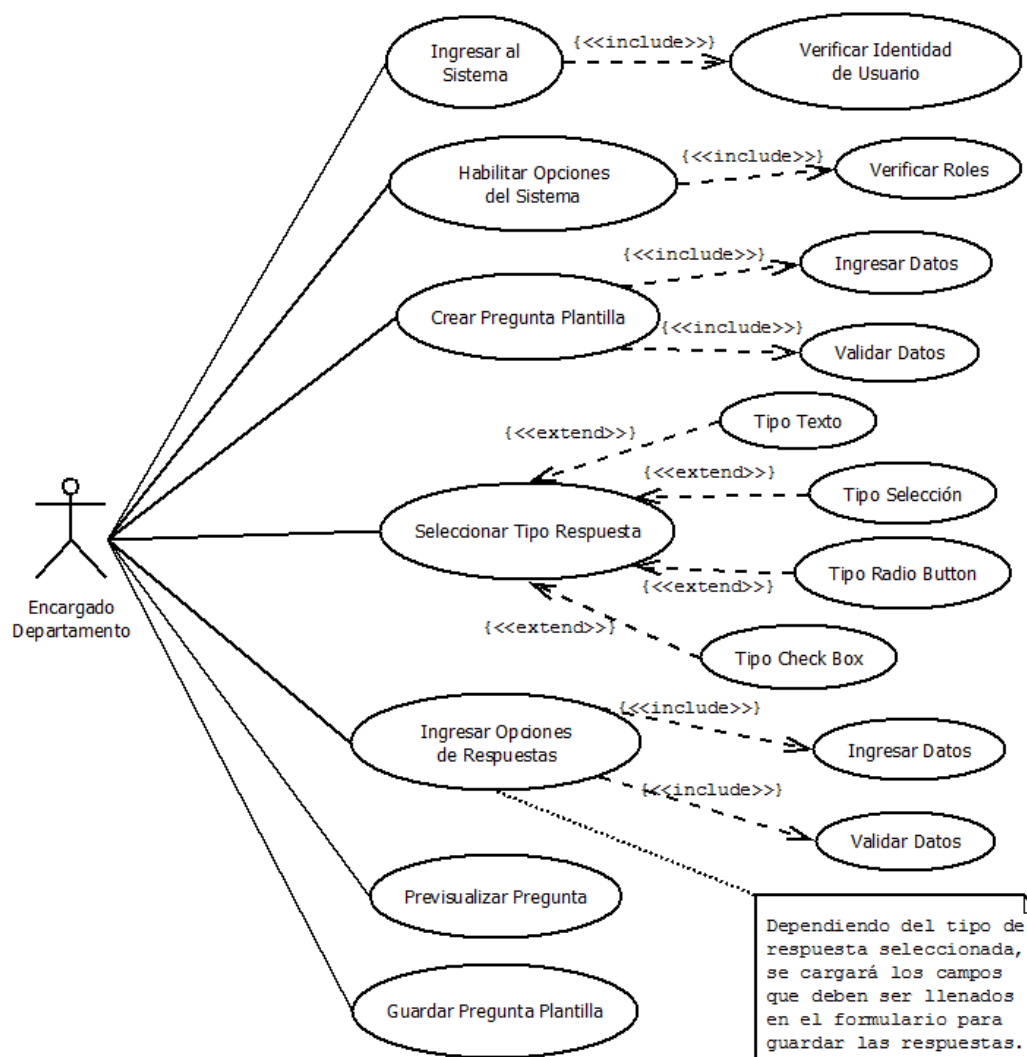 Ingresar al
Sistema
{<<include>>}
Verificar Identidad
de Usuario
Habilitar Opciones
del Sistema
{<<include>>}
Verificar Roles
Crear Pregunta Plantilla
{<<include>>}
Ingresar Datos
{<<include>>}
Validar Datos
Tipo Texto
{<<extend>>}
{<<extend>>}
Tipo Selección
Seleccionar Tipo Respuesta
Tipo Radio Button
{<<extend>>}
{<<extend>>}
Tipo Check Box
Encargado
Departamento
Ingresar Opciones
de Respuestas
{<<include>>}
Ingresar Datos
{<<include>>}
Validar Datos
Previsualizar Pregunta
Guardar Pregunta Plantilla
Dependiendo del tipo de
respuesta seleccionada,
se cargará los campos
que deben ser llenados
en el formulario para
guardar las respuestas.